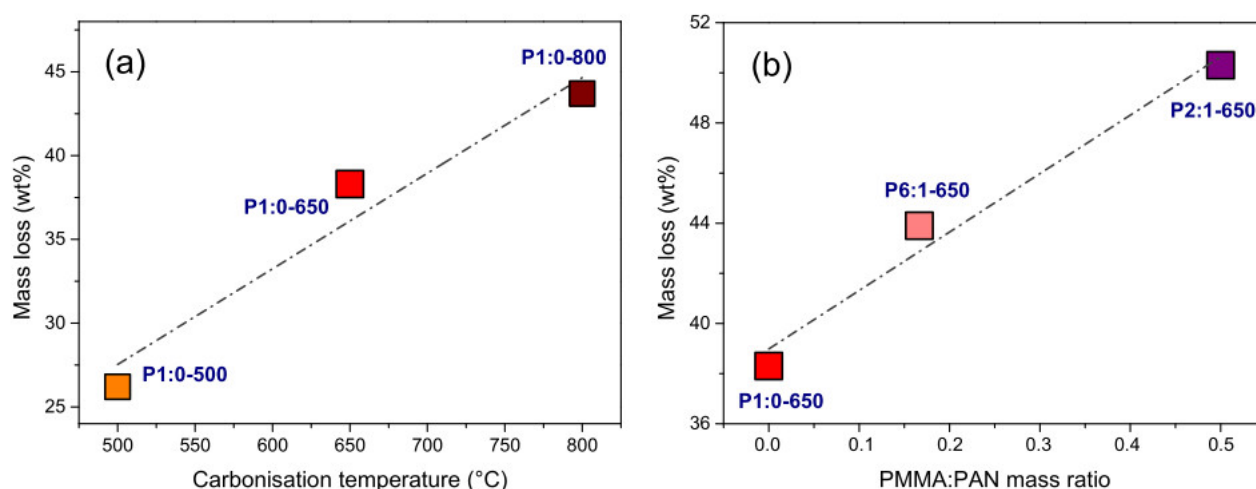 (a)
P1:0-800
P1:0-650
P1:0-500
45
40
35
30
25
Mass loss (wt%)
500 550 600 650 700 750 800
Carbonisation temperature (°C)
(b)
P2:1-650
P6:1-650
P1:0-650
52
48
44
40
36
Mass loss (wt%)
0.0 0.1 0.2 0.3 0.4 0.5
PMMA:PAN mass ratio